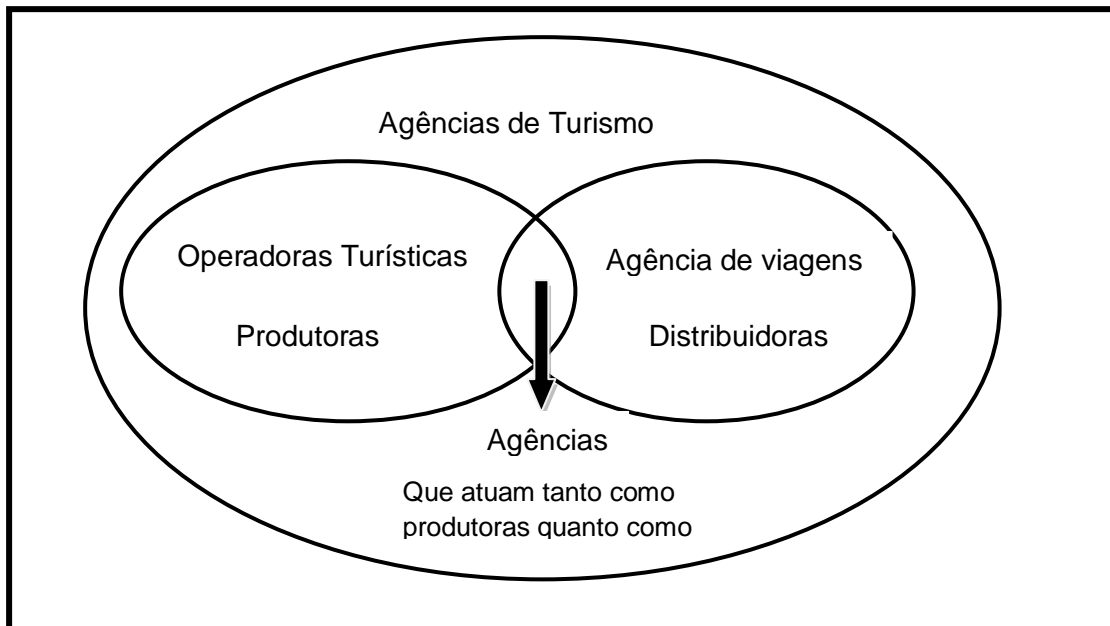 Agências de Turismo
Operadoras Turísticas
Produtoras
Agência de viagens
Distribuidoras
Agências
Que atuam tanto como
produtoras quanto como